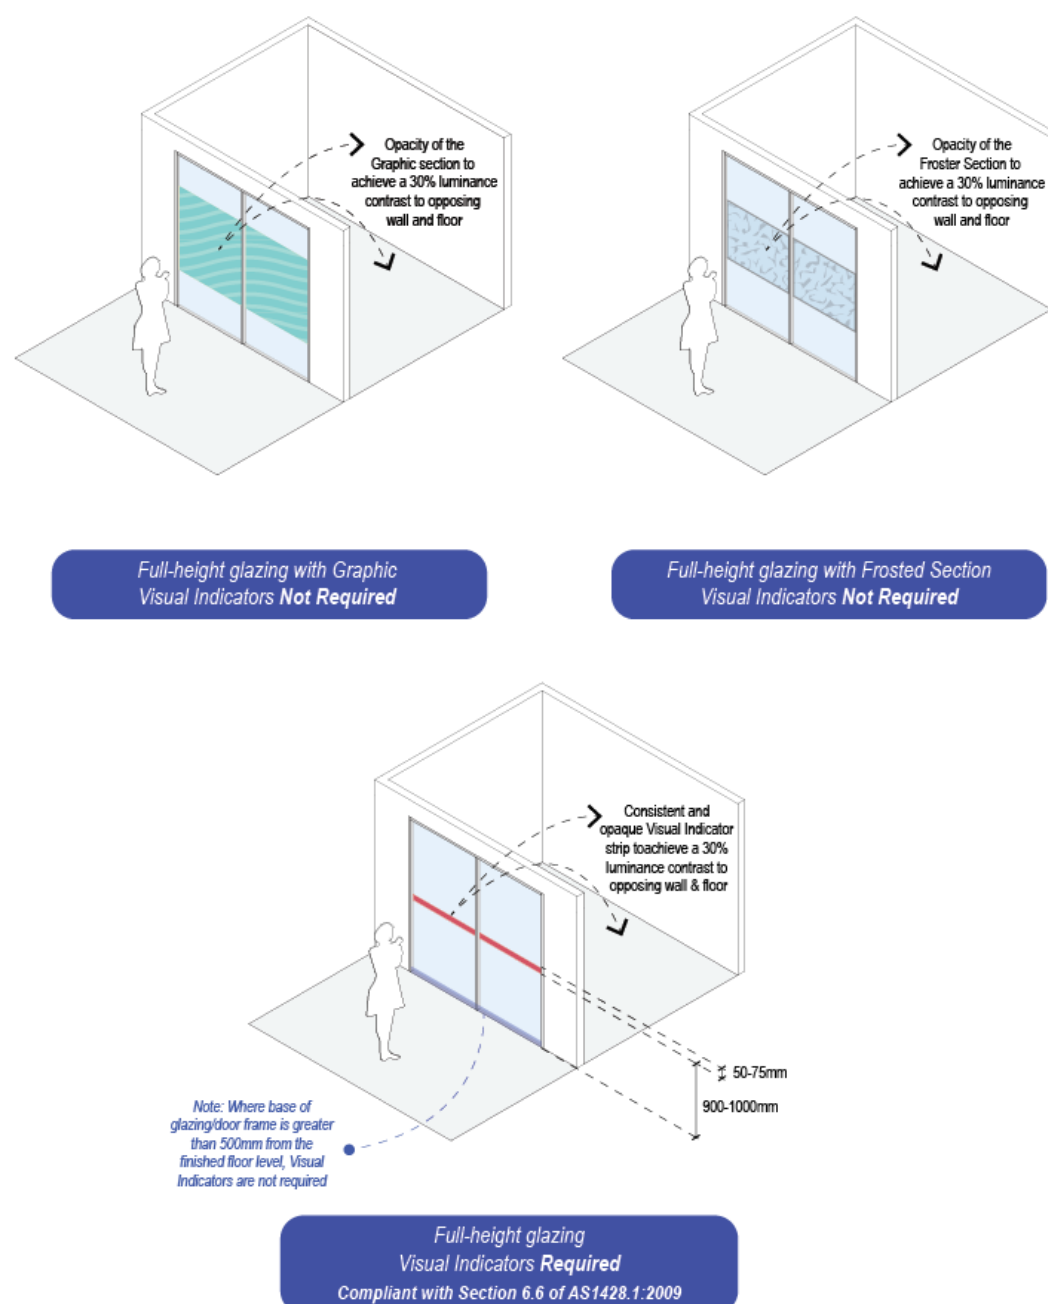 Opacity of the
Graphic section to
achieve a 30% luminance
contrast to opposing
wall and floor
Opacity of the
Froster Section to
achieve a 30% luminance
contrast to opposing
wall and floor
Full-height glazing with Graphic
Visual Indicators Not Required
Full-height glazing with Frosted Section
Visual Indicators Not Required
Consistent and
opaque Visual Indicator
strip toachieve a 30%
luminance contrast to
opposing wall & floor
50-75mm
900-1000mm
Note: Where base of
glazing/door frame is greater
than 500mm from the
finished floor level, Visual
Indicators are not required
Full-height glazing
Visual Indicators Required
Compliant with Section 6.6 of AS1428.1:2009